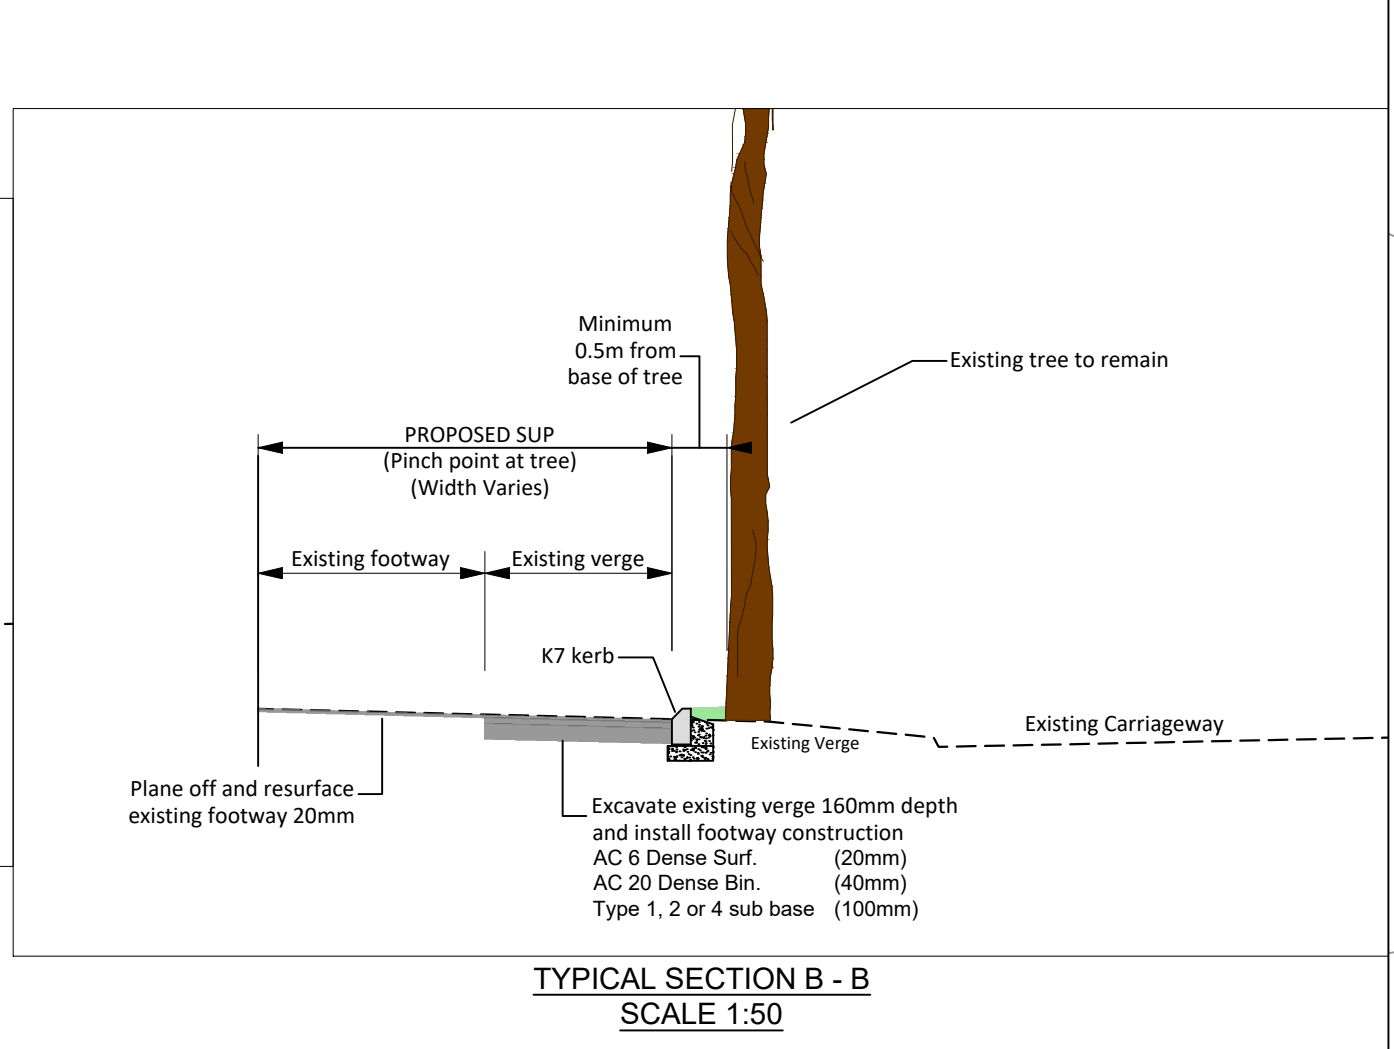 Minimum
0.5m from
base of tree
Existing tree to remain
PROPOSED SUP
(Pinch point at tree)
(Width Varies)
Existing footway
Existing verge
K7 kerb
Existing Carriageway
Existing Verge
Plane off and resurface
existing footway 20mm
Excavate existing verge 160mm depth
and install footway construction
AC 6 Dense Surf. (20mm)
AC 20 Dense Bin. (40mm)
Type 1, 2 or 4 sub base (100mm)
TYPICAL SECTION B - B
SCALE 1:50